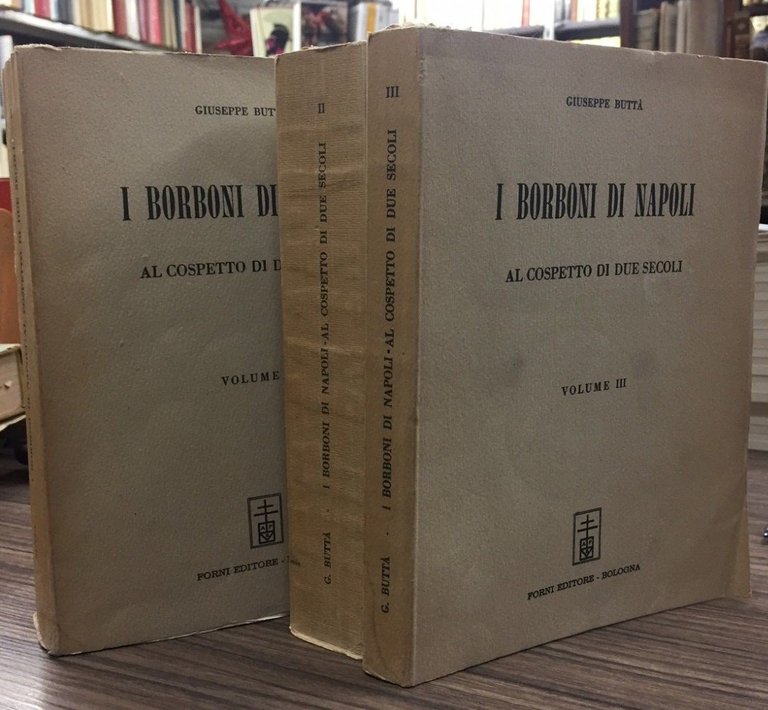 GIUSEPPE BUT
I BORBONI DI
AL COSPETTO DI D
VOLUME
FORNI EDITORE -
II
G. BUTTÀ - I BORBONI DI NAPOLI - AL COSPETTO DI DUE SECOLI
III
G. BUTTÀ - I BORBONI DI NAPOLI - AL COSPETTO DI DUE SECOLI
GIUSEPPE BUTTÀ
I BORBONI DI NAPOLI
AL COSPETTO DI DUE SECOLI
VOLUME III
FORNI EDITORE - BOLOGNA